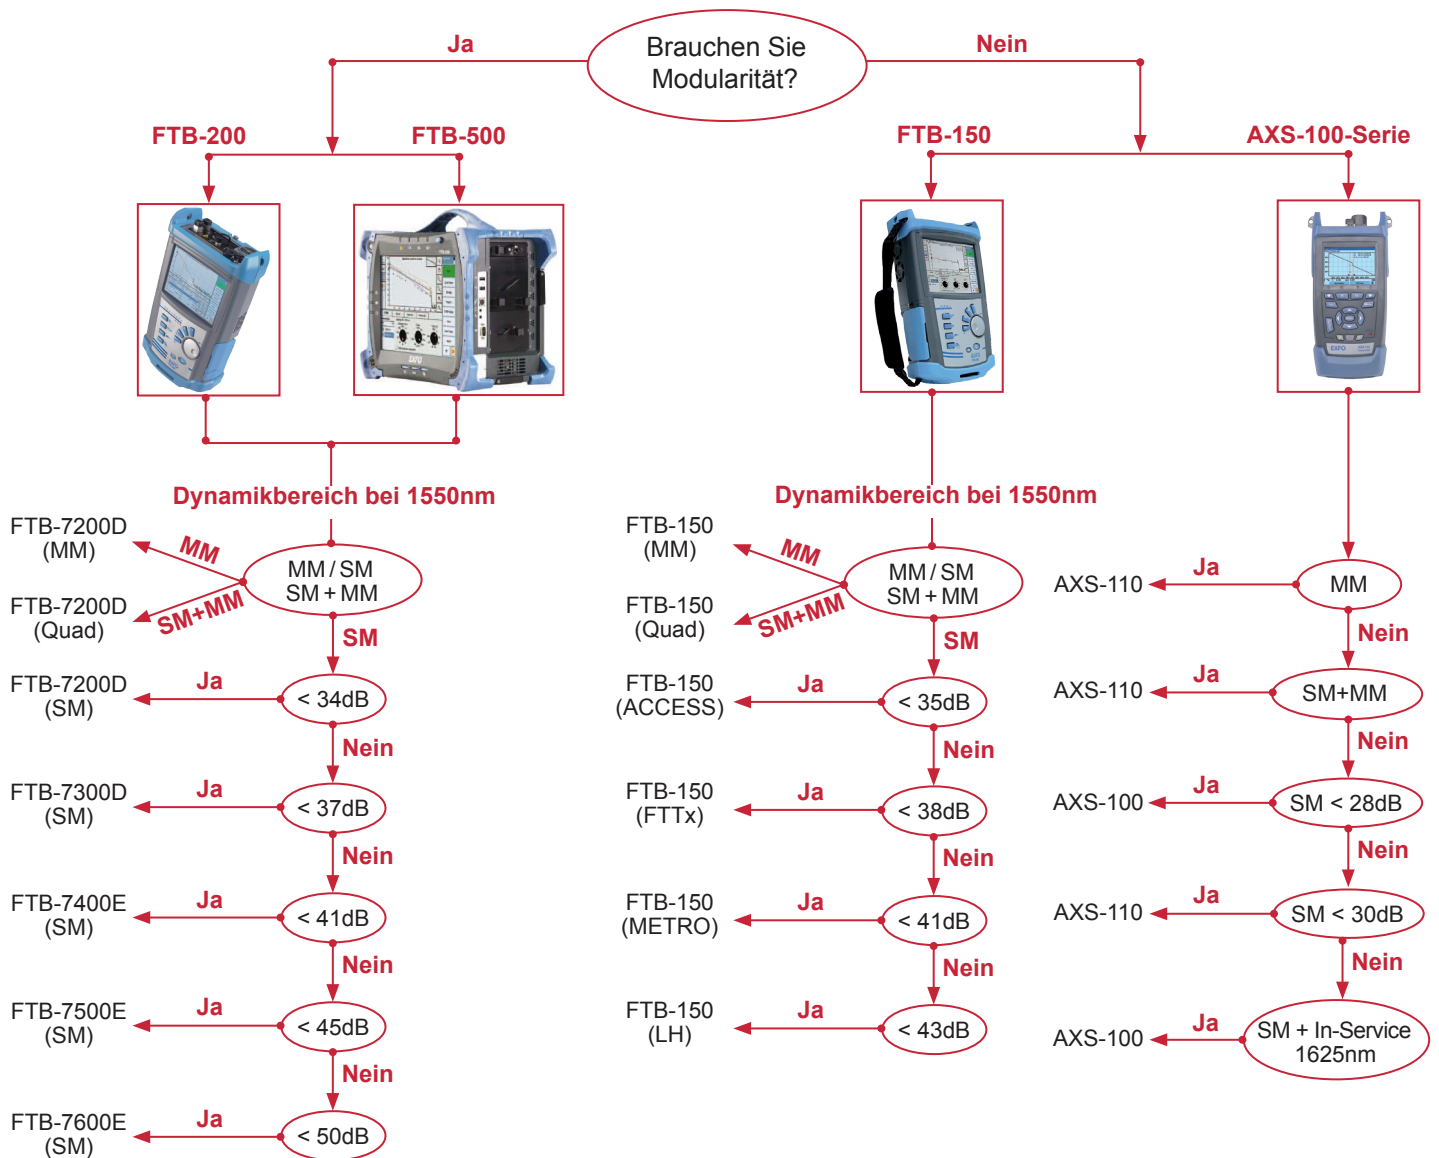 Brauchen Sie
Modularität?
Ja
Nein
FTB-200
FTB-500
FTB-150
AXS-100-Serie
EXFO
EXFO
EXFO
EXFO
Dynamikbereich bei 1550nm
FTB-7200D
(MM)
MM
MM / SM
SM + MM
FTB-7200D
(Quad)
SM+MM
SM
FTB-7200D
(SM)
Ja
< 34dB
Nein
FTB-7300D
(SM)
Ja
< 37dB
Nein
FTB-7400E
(SM)
Ja
< 41dB
Nein
FTB-7500E
(SM)
Ja
< 45dB
Nein
FTB-7600E
(SM)
Ja
< 50dB
Dynamikbereich bei 1550nm
FTB-150
(MM)
MM
MM / SM
SM + MM
FTB-150
(Quad)
SM+MM
SM
FTB-150
(ACCESS)
Ja
< 35dB
Nein
FTB-150
(FTTx)
Ja
< 38dB
Nein
FTB-150
(METRO)
Ja
< 41dB
Nein
FTB-150
(LH)
Ja
< 43dB
AXS-110
Ja
MM
Nein
AXS-110
Ja
SM+MM
Nein
AXS-100
Ja
SM < 28dB
Nein
AXS-110
Ja
SM < 30dB
Nein
AXS-100
Ja
SM + In-Service
1625nm